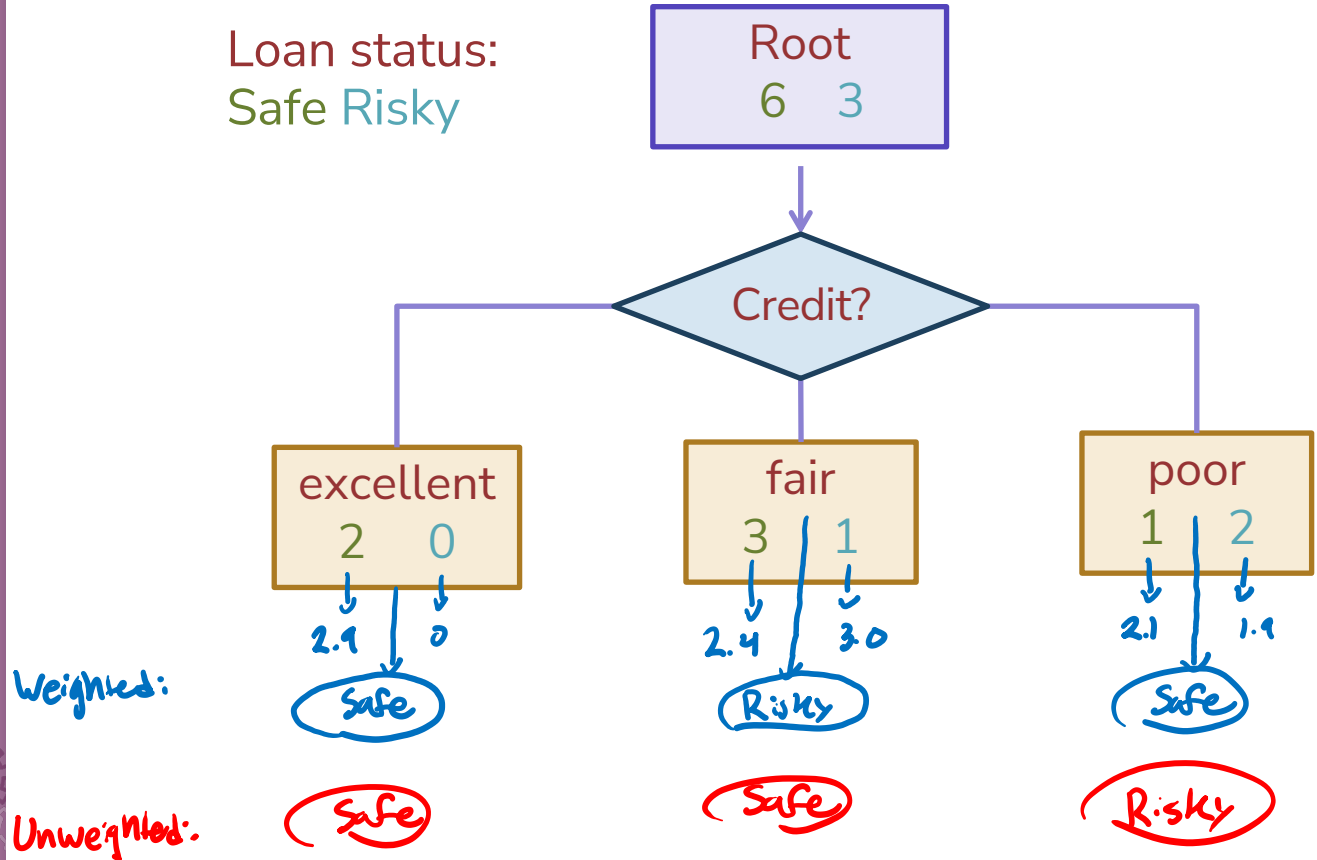 Loan status:
Safe Risky
Root
6 3
Credit?
excellent
2 0
fair
3 1
poor
1 2
2.9 0
2.4 3.0
2.1 1.9
Weighted:
Safe
Risky
Safe
Unweighted:
Safe
Safe
Risky